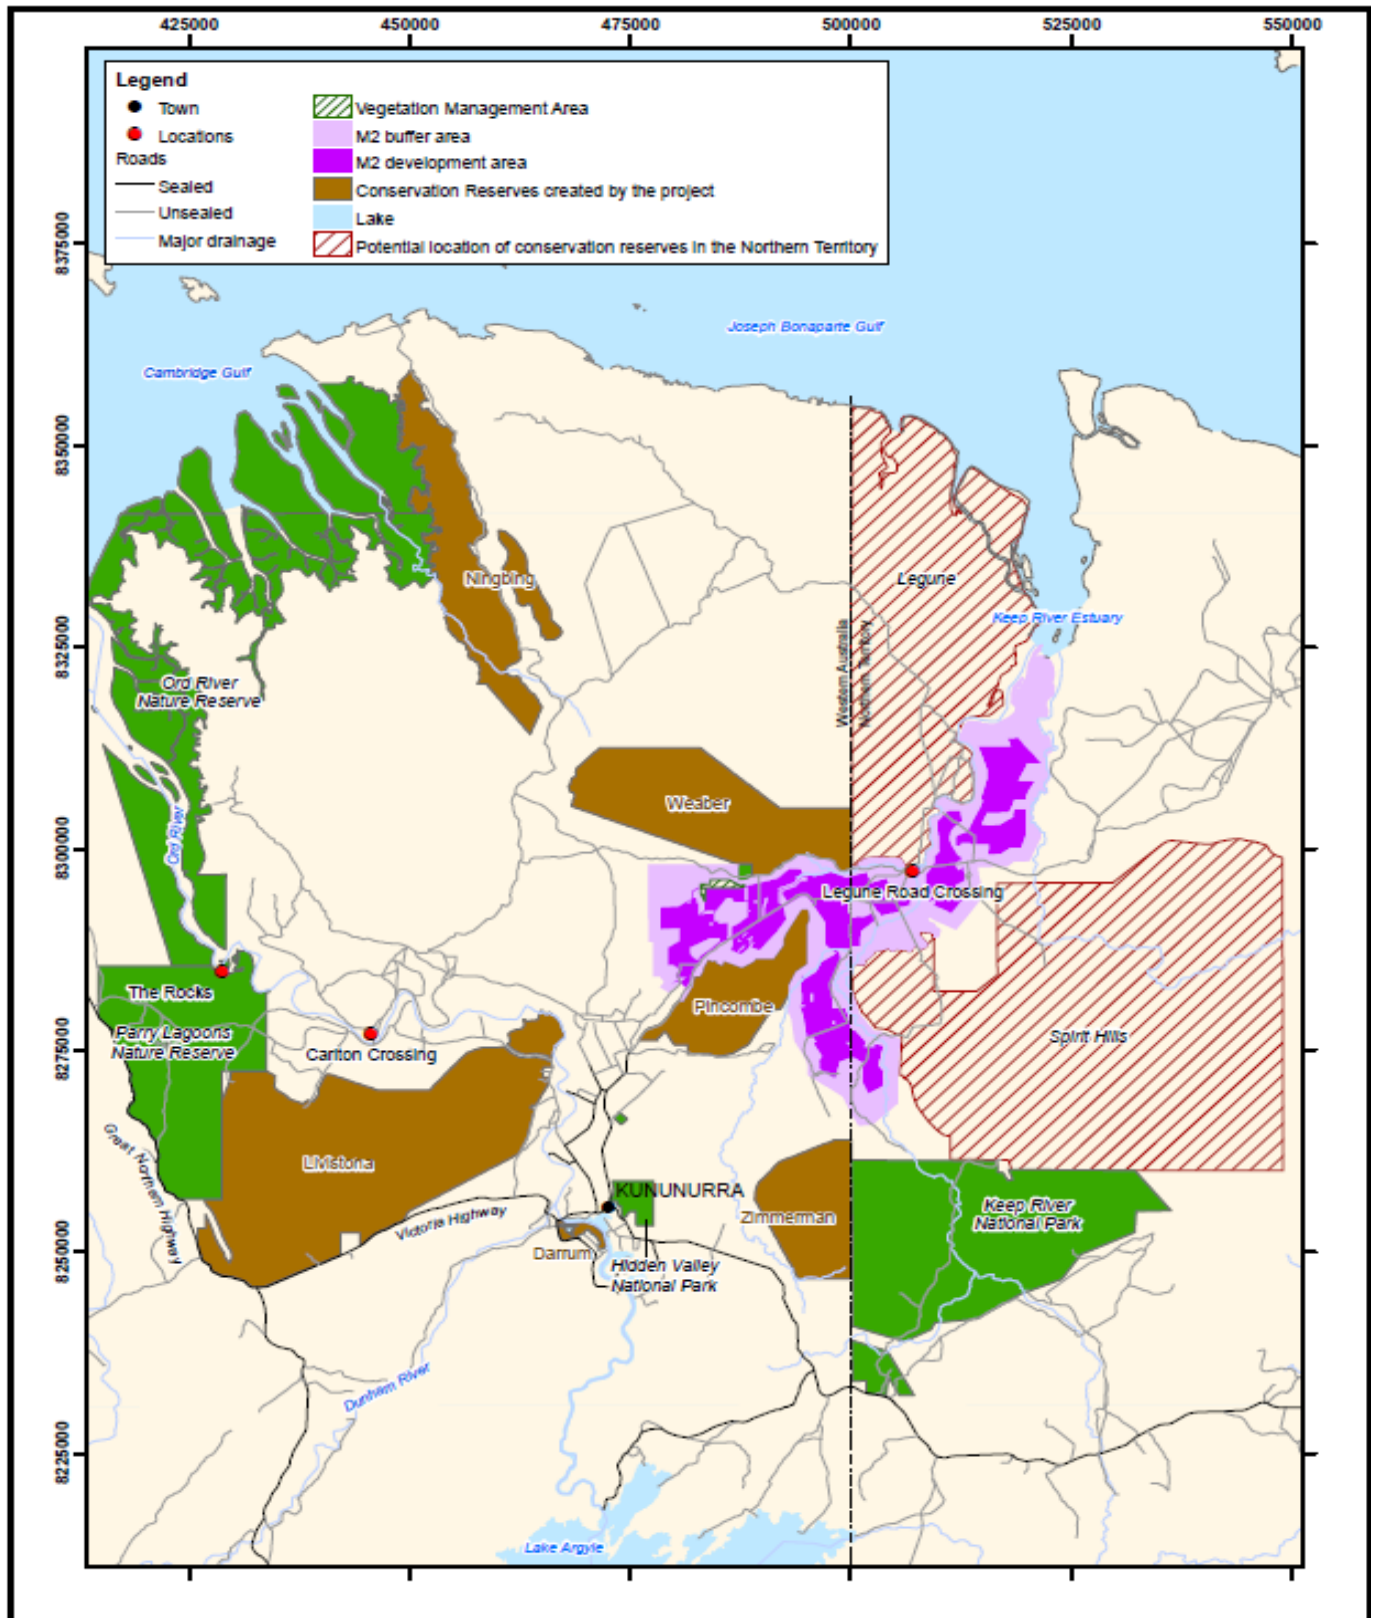 425000 450000 475000 500000 525000 550000
Legend
Town
Locations
Roads
Sealed
Unsealed
Major drainage
Vegetation Management Area
M2 buffer area
M2 development area
Conservation Reserves created by the project
Lake
Potential location of conservation reserves in the Northern Territory
8375000
Joseph Bonaparte Gulf
Cambridge Gulf
8350000
Ningbing
Legune
Keep River Estuary
8325000
Western Australia
Northern Territory
Ord River
Nature Reserve
Weaber
Ord River
8300000
Legune Road Crossing
The Rocks
Pincombe
Parry Lagoons
Nature Reserve
Carlton Crossing
Spirit Hills
8275000
Great Northern Highway
Livistonia
KUNUNURRA
Keep River
National Park
Victoria Highway
Zimmerman
8250000
Darrum
Hidden Valley
National Park
Dunham River
8225000
Lake Argyle